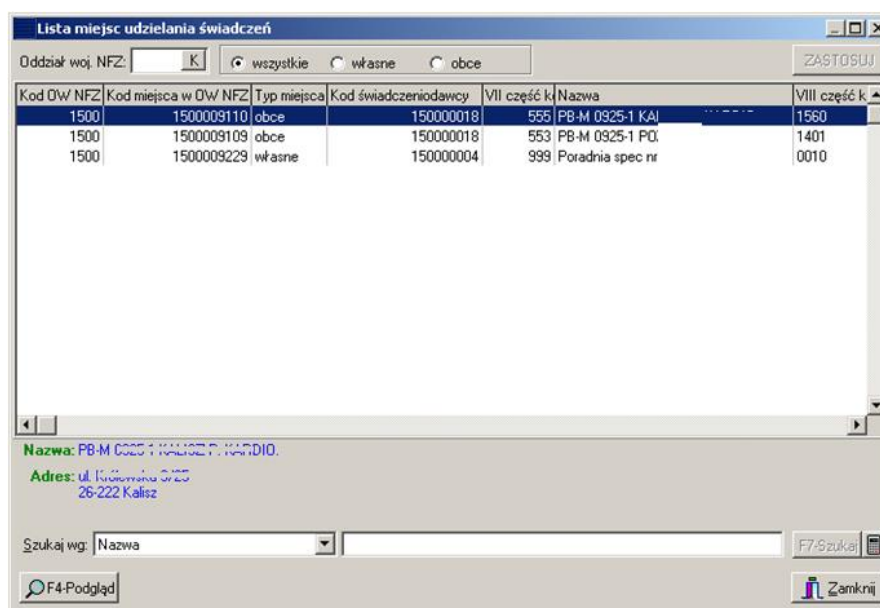 Lista miejsc udzielania świadczeń
Oddział woj. NFZ: K wszystkie własne obce ZASTOSUJ
Kod OW NFZ Kod miejsca w OW NFZ Typ miejsca Kod świadczeniodawcy VII część k Nazwa VIII część k
1500 1500009110 obce 150000018 555 PB-M 0925-1 1560
1500 1500009109 obce 150000018 553 PB-M 0925-1 1401
1500 1500009229 własne 150000004 999 Poradnia spec nr 0010
Nazwa: PB-M
Adres: ul.
26-222 Kalisz
Szukaj wg: Nazwa F7-Szukaj
F4-Podgląd Zamknij